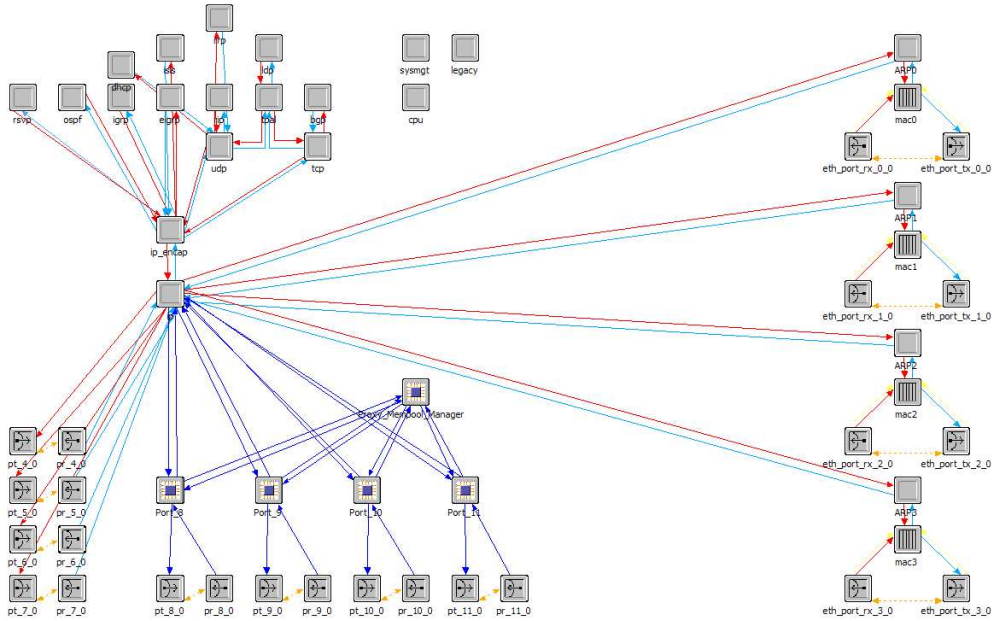 sysmgt
legacy
isis
ldp
dhcp
rsvp
ospf
igrp
eigrp
tpal
bgp
cpu
udp
tcp
ip_encap
ARP0
mac0
eth_port_rx_0_0
eth_port_tx_0_0
ARP1
mac1
eth_port_rx_1_0
eth_port_tx_1_0
ARP2
mac2
eth_port_rx_2_0
eth_port_tx_2_0
ARP3
mac3
eth_port_rx_3_0
eth_port_tx_3_0
Proxy_Mempool_Manager
pt_4_0
pr_4_0
pt_5_0
pr_5_0
pt_6_0
pr_6_0
pt_7_0
pr_7_0
Port_8
Port_9
Port_10
Port_11
pt_8_0
pr_8_0
pt_9_0
pr_9_0
pt_10_0
pr_10_0
pt_11_0
pr_11_0